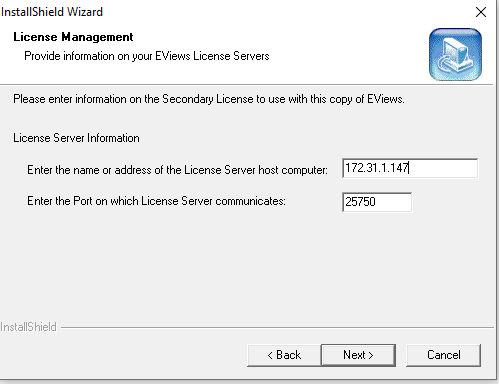 InstallShield Wizard
License Management
Provide information on your EViews License Servers
Please enter information on the Secondary License to use with this copy of EViews.
License Server Information
Enter the name or address of the License Server host computer: 172.31.1.147
Enter the Port on which License Server communicates: 25750
InstallShield
< Back Next > Cancel